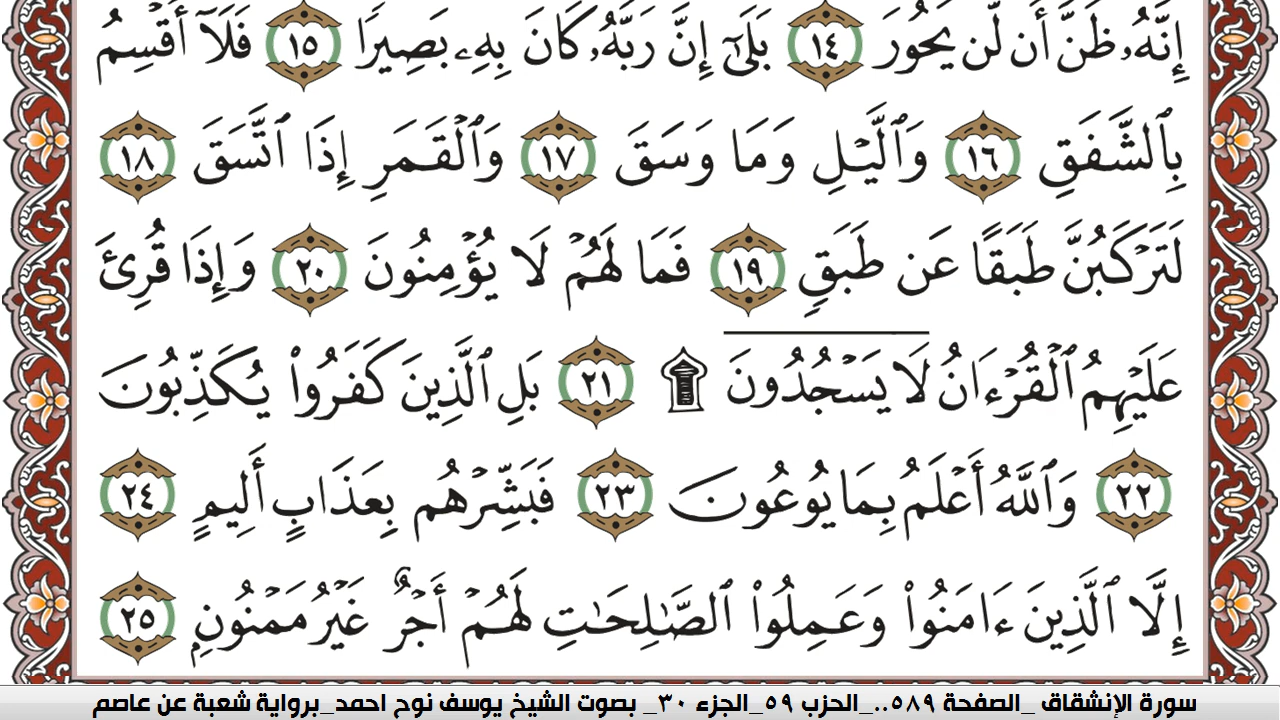 إِنَّهُۥ ظَنَّ أَن لَّن يَحُورَ ١٤ بَلَىٰٓ إِنَّ رَبَّهُۥ كَانَ بِهِۦ بَصِيرًا ١٥ فَلَآ أُقْسِمُ
بِٱلشَّفَقِ ١٦ وَٱلَّيْلِ وَمَا وَسَقَ ١٧ وَٱلْقَمَرِ إِذَا ٱتَّسَقَ ١٨
لَتَرْكَبُنَّ طَبَقًا عَن طَبَقٍ ١٩ فَمَا لَهُمْ لَا يُؤْمِنُونَ ٢٠ وَإِذَا قُرِئَ
عَلَيْهِمُ ٱلْقُرْءَانُ لَا يَسْجُدُونَ ۩ ٢١ بَلِ ٱلَّذِينَ كَفَرُوا۟ يُكَذِّبُونَ
٢٢ وَٱللَّهُ أَعْلَمُ بِمَا يُوعُونَ ٢٣ فَبَشِّرْهُم بِعَذَابٍ أَلِيمٍ ٢٤
إِلَّا ٱلَّذِينَ ءَامَنُوا۟ وَعَمِلُوا۟ ٱلصَّٰلِحَٰتِ لَهُمْ أَجْرٌ غَيْرُ مَمْنُونٍۭ ٢٥
سورة الإنشقاق _الصفحة ٥٨٩.._الحزب ٥٩_الجزء ٣٠_ بصوت الشيخ يوسف نوح احمد_برواية شعبة عن عاصم